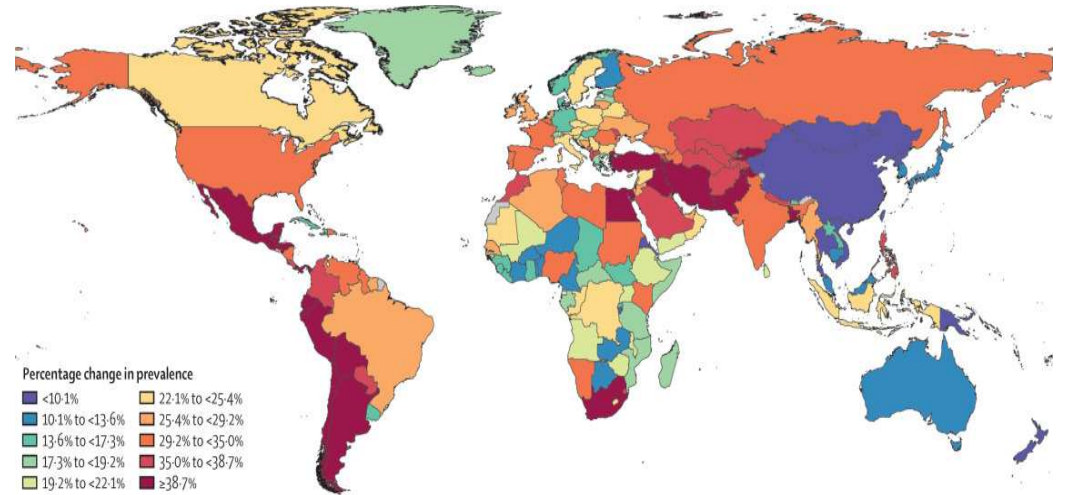 Percentage change in prevalence
<10·1%
10·1% to <13·6%
13·6% to <17·3%
17·3% to <19·2%
19·2% to <22·1%
22·1% to <25·4%
25·4% to <29·2%
29·2% to <35·0%
35·0% to <38·7%
≥38·7%